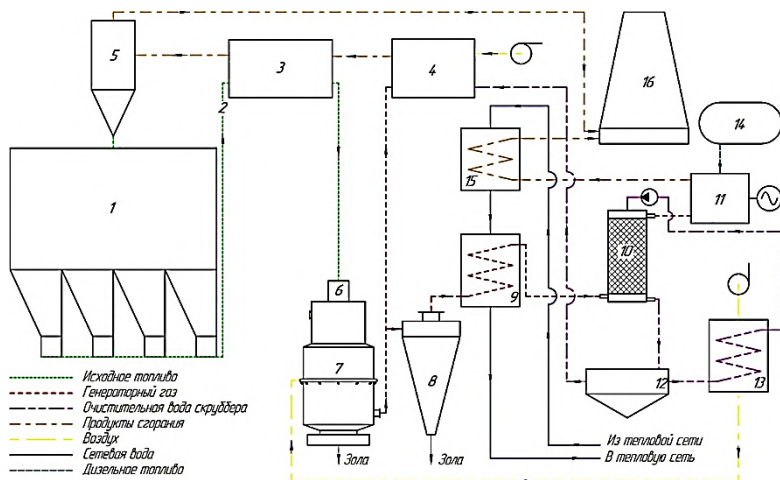 5
3
4
16
2
14
15
11
1
10
6
9
7
8
12
13
Исходное топливо
Генераторный газ
Очистительная вода скруббера
Продукты сгорания
Воздух
Сетевая вода
Дизельное топливо
Зола
Зола
Из тепловой сети
В тепловую сеть